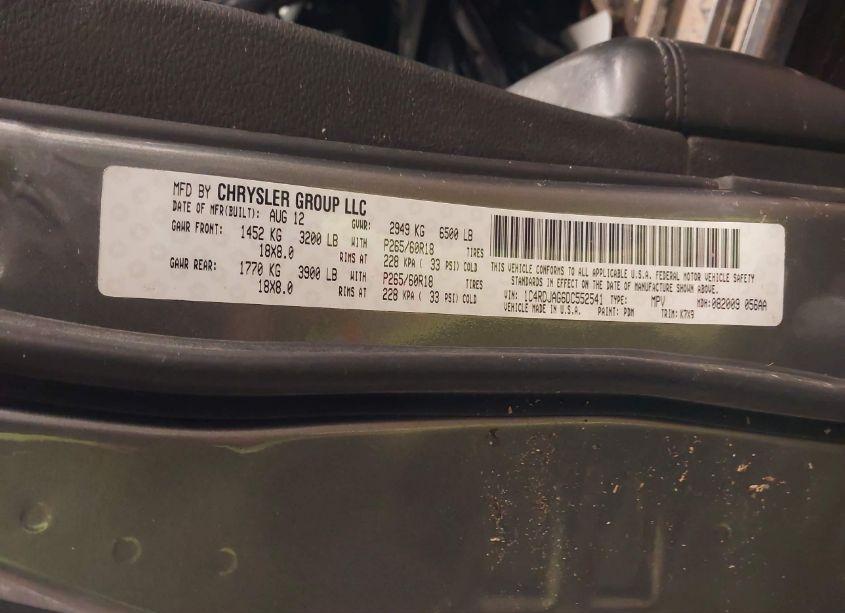 MFD BY CHRYSLER GROUP LLC
DATE OF MFR(BUILT): AUG 12 GVWR: 2949 KG 6500 LB
GAWR FRONT: 1452 KG 3200 LB WITH P265/60R18 TIRES
18X8.0 RIMS AT 228 KPA ( 33 PSI) COLD
GAWR REAR: 1770 KG 3900 LB WITH P265/60R18 TIRES
18X8.0 RIMS AT 228 KPA ( 33 PSI) COLD
THIS VEHICLE CONFORMS TO ALL APPLICABLE U.S.A. FEDERAL MOTOR VEHICLE SAFETY
STANDARDS IN EFFECT ON THE DATE OF MANUFACTURE SHOWN ABOVE.
VIN: 1C4RDJAG6DC552541 TYPE: MPV MDH: 082009 056AA
VEHICLE MADE IN U.S.A. PAINT: PDM TRIM: K7X9